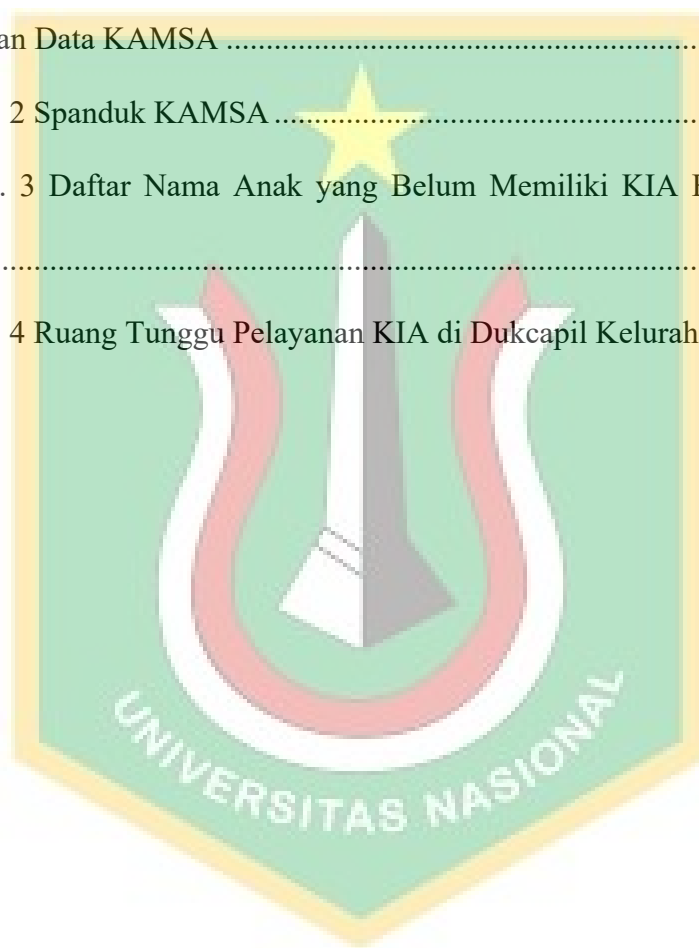 an Data KAMSA ........................................................................
2 Spanduk KAMSA ................................................................
. 3 Daftar Nama Anak yang Belum Memiliki KIA
........................................................................................................
4 Ruang Tunggu Pelayanan KIA di Dukcapil Kelurah
UNIVERSITAS NASIONAL